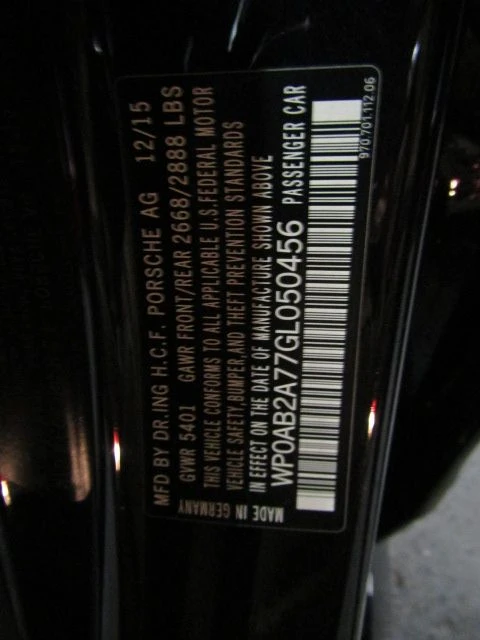 MFD BY DR.ING H.C.F. PORSCHE AG 12/15
GVWR 5401 GAWR FRONT/REAR 2668/2888 LBS
THIS VEHICLE CONFORMS TO ALL APPLICABLE U.S.FEDERAL MOTOR
VEHICLE SAFETY,BUMPER,AND THEFT PREVENTION STANDARDS
IN EFFECT ON THE DATE OF MANUFACTURE SHOWN ABOVE
WP0AB2A77GL050456 PASSENGER CAR
MADE IN GERMANY
970.701.112.06